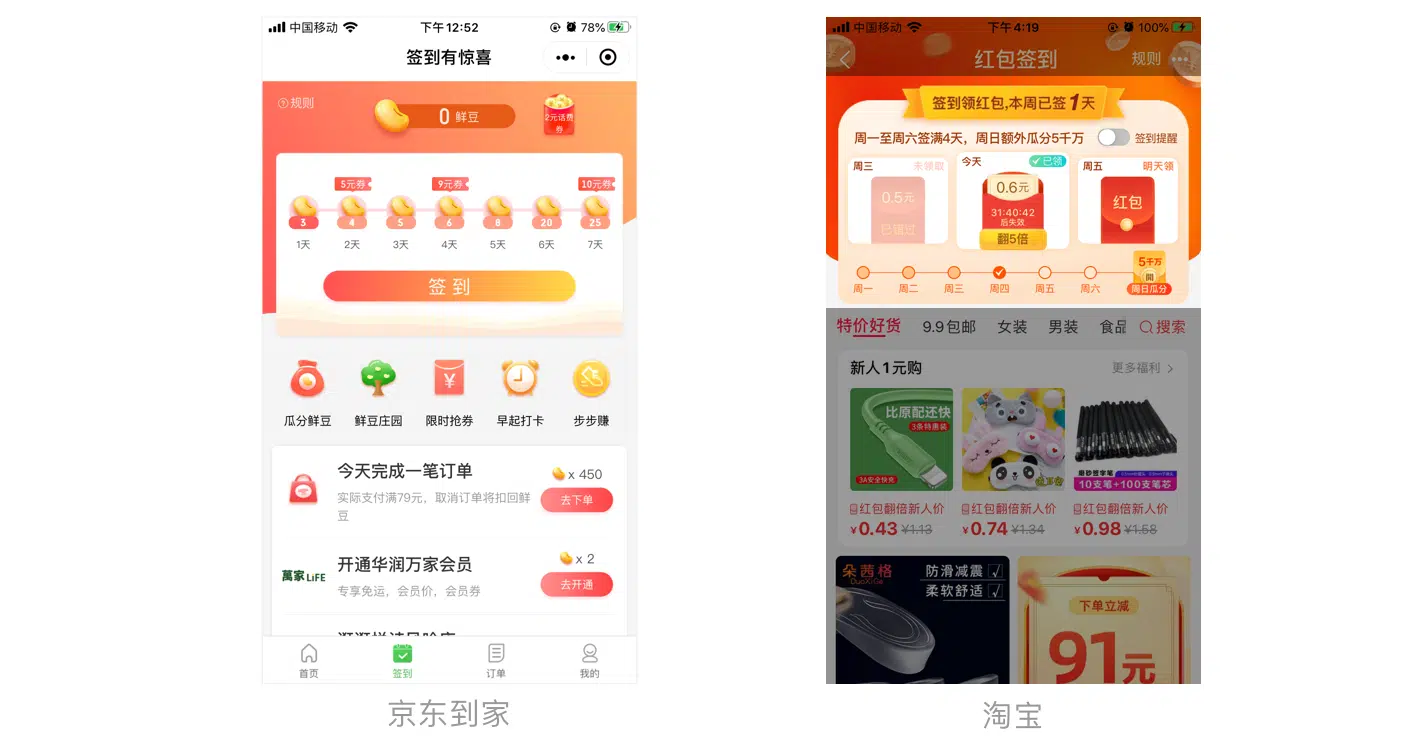 中国移动
下午12:52
78%
签到有惊喜
规则
0 鲜豆
2元话费
券
5元券
9元券
10元券
3
4
5
6
8
20
25
1天
2天
3天
4天
5天
6天
7天
签到
瓜分鲜豆
鲜豆庄园
限时抢券
早起打卡
步步赚
今天完成一笔订单
实际支付满79元，取消订单将扣回鲜
豆
x 450
去下单
萬家 LiFE
开通华润万家会员
专享免运，会员价，会员券
x 2
去开通
首页
签到
订单
我的
京东到家
中国移动
下午4:19
100%
红包签到
规则
签到领红包,本周已签1天
周一至周六签满4天，周日额外瓜分5千万
签到提醒
周三
未领取
0.5元
已错过
今天
已领
0.6元
31:40:42
后失效
翻5倍
周五
明天领
红包
5千万
開
周一
周二
周三
周四
周五
周六
周日瓜分
特价好货
9.9包邮
女装
男装
食品
搜索
新人1元购
更多福利
比原配还快
3条特惠装
3A安全快充
磨砂签字笔
10支笔+100支笔芯
红包翻倍新人价
¥0.43 ¥1.13
红包翻倍新人价
¥0.74 ¥1.34
红包翻倍新人价
¥0.98 ¥1.58
朵茜格
DuoXiGe
防滑减震
柔软舒适
下单立减
91元
淘宝